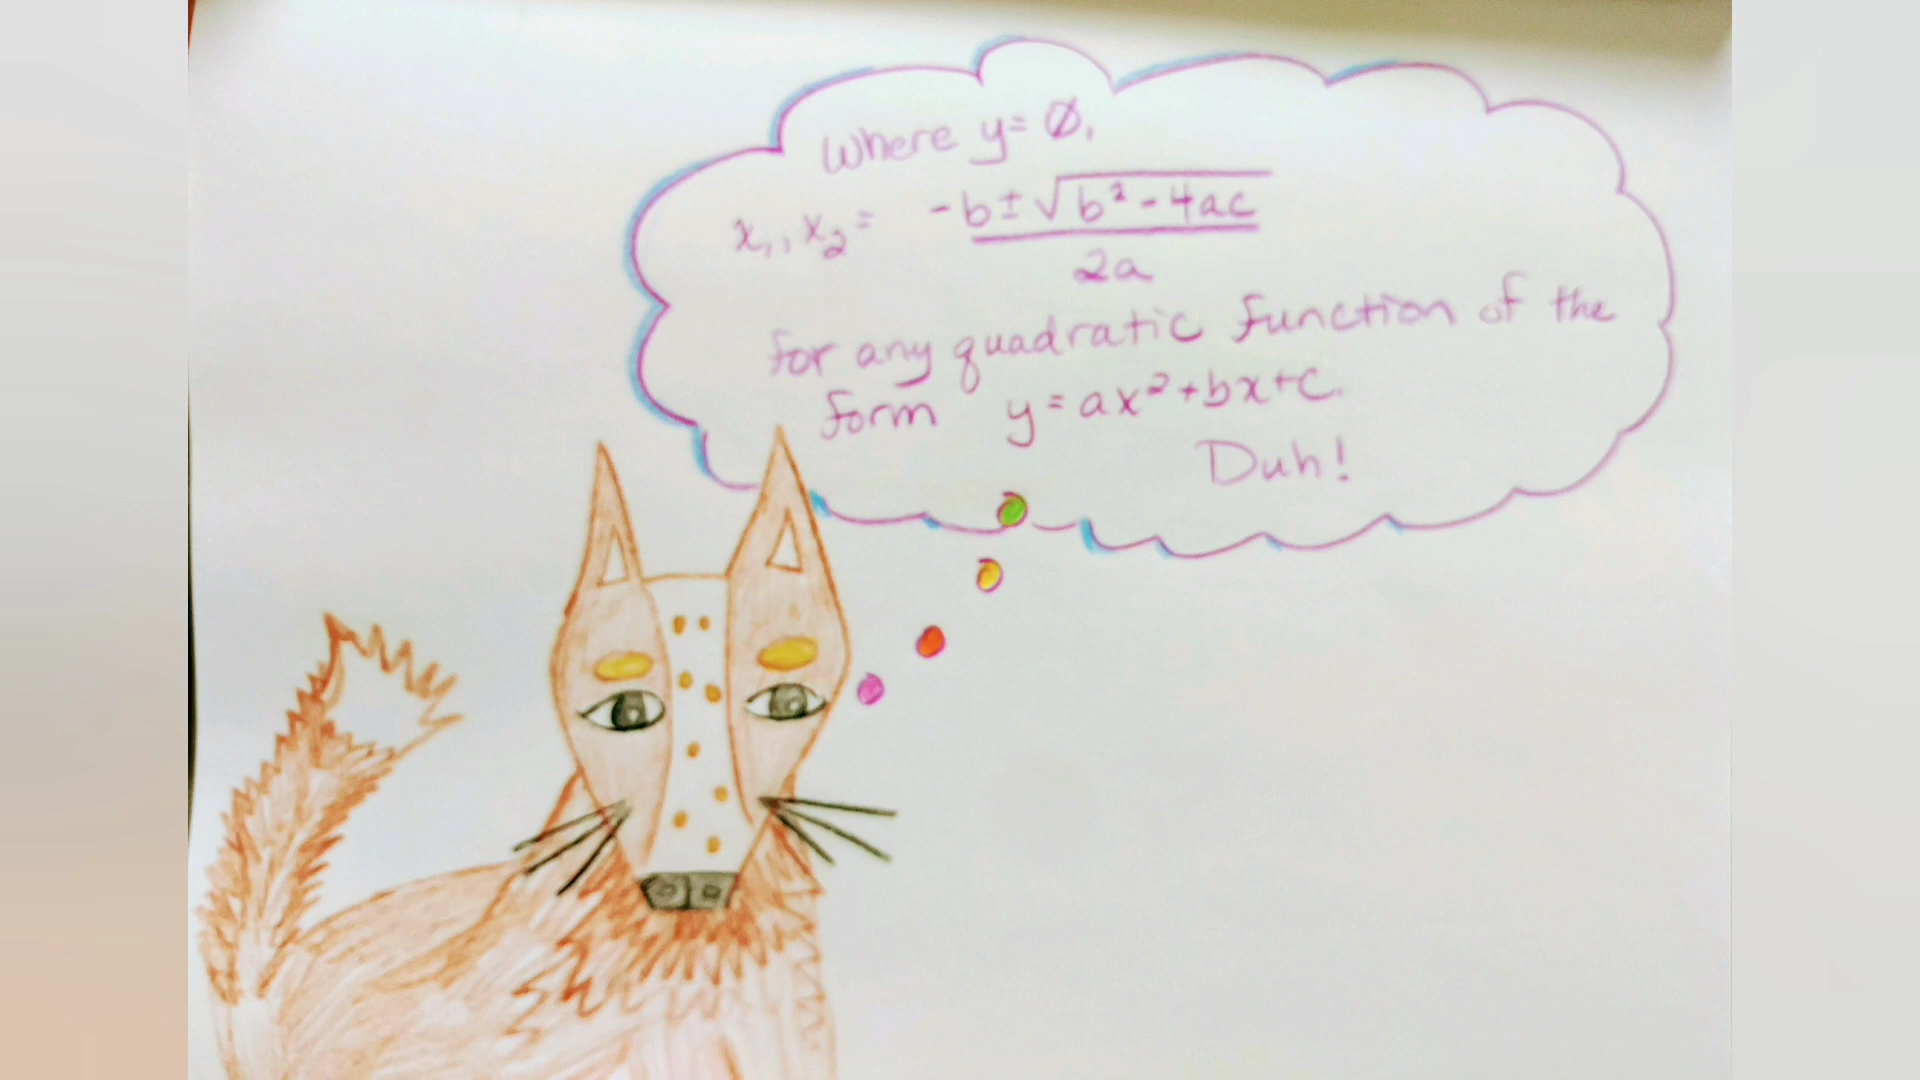 Where y = Ø,
x₁, x₂ = -b ± √b² - 4ac
2a
for any quadratic function of the
form y = ax² + bx + c.
Duh!